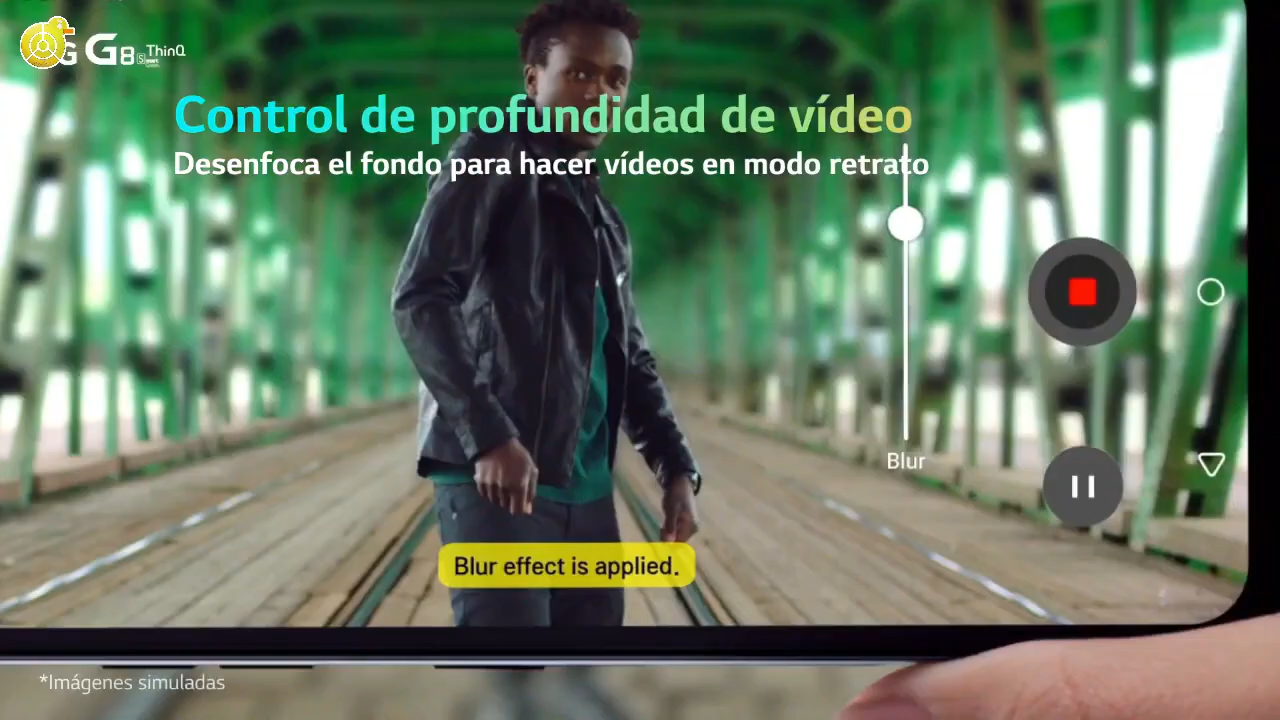 G G8S ThinQ
Control de profundidad de vídeo
Desenfoca el fondo para hacer vídeos en modo retrato
Blur
Blur effect is applied.
*Imágenes simuladas